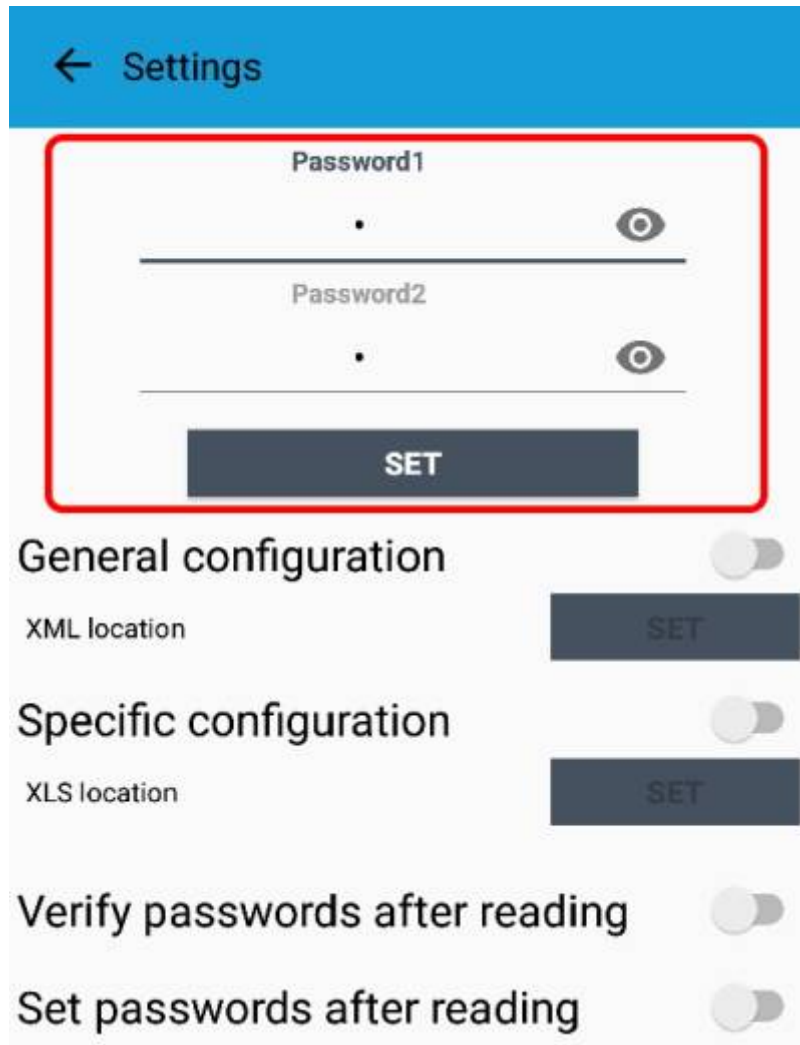 Settings
Password1
•
Password2
•
SET
General configuration
XML location
SET
Specific configuration
XLS location
SET
Verify passwords after reading
Set passwords after reading